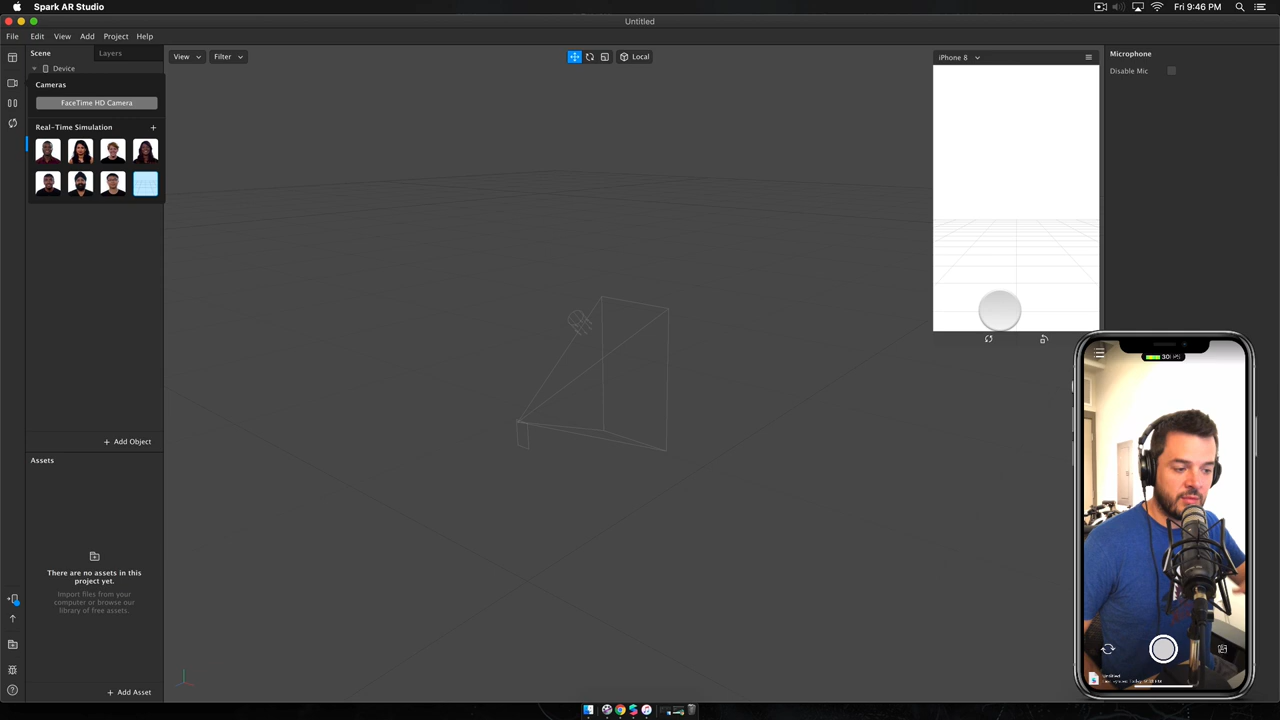 Spark AR Studio
Fri 9:46 PM
Untitled
File Edit View Add Project Help
Scene Layers
View Filter
Local
iPhone 8
Microphone
Device
Disable Mic
Cameras
FaceTime HD Camera
Real-Time Simulation +
+ Add Object
Assets
There are no assets in this
project yet.
Import files from your
computer or browse our
library of free assets.
+ Add Asset